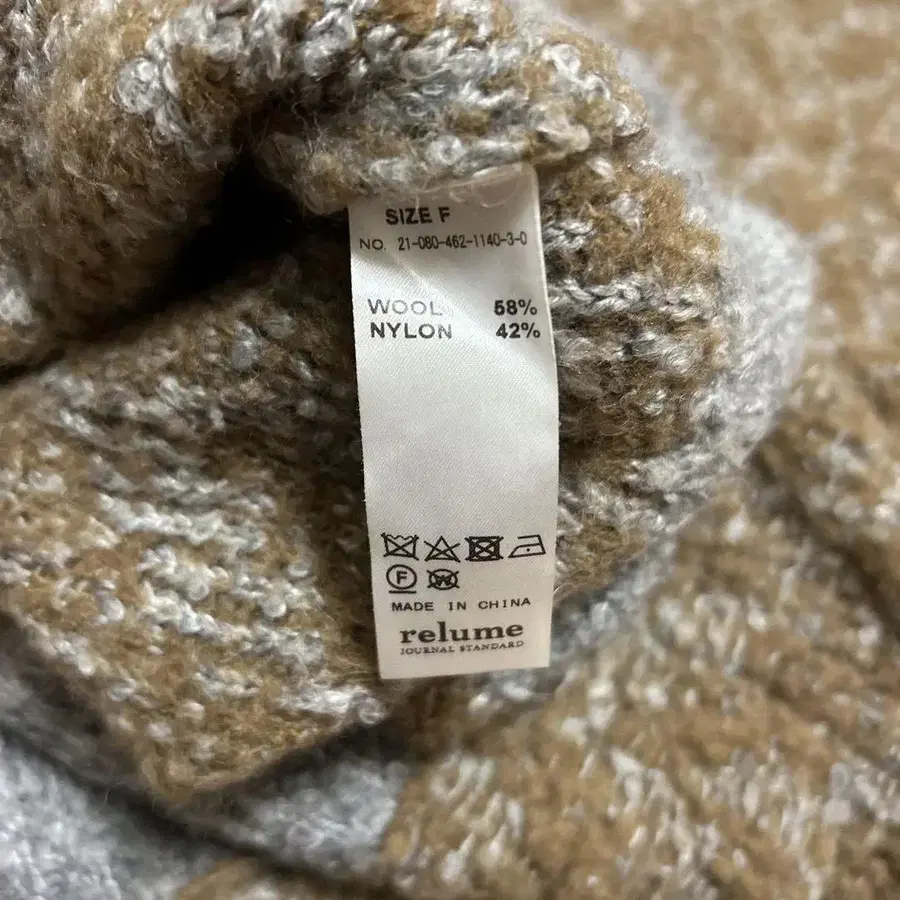 SIZE F
NO. 21-080-462-1140-3-0
WOOL 58%
NYLON 42%
F W
MADE IN CHINA
relume
JOURNAL STANDARD